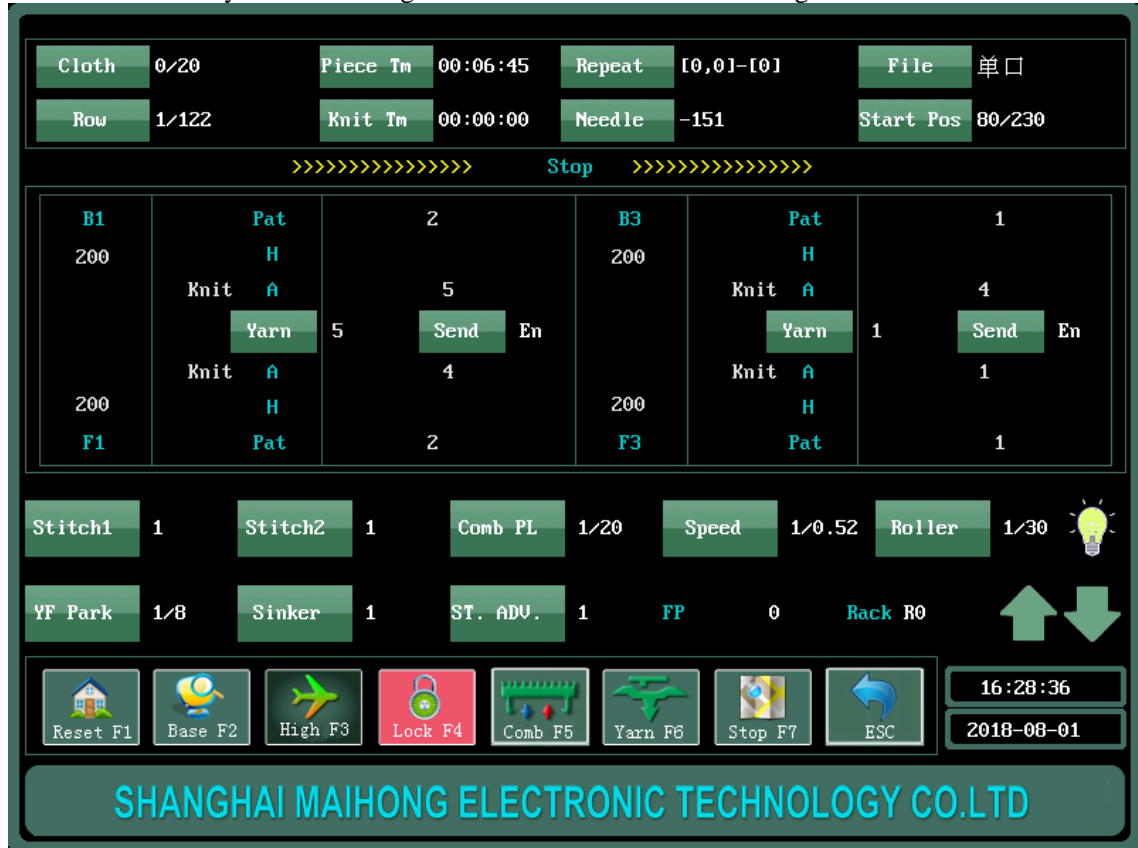 Cloth 0/20 Piece Tm 00:06:45 Repeat [0,0]-[0] File 单口
Row 1/122 Knit Tm 00:00:00 Needle -151 Start Pos 80/230
>>>>>>>>>>>>>>>> Stop >>>>>>>>>>>>>>>>
B1 Pat 2 B3 Pat 1
200 H 200 H
Knit A 5 Knit A 4
Yarn 5 Send En Yarn 1 Send En
Knit A 4 Knit A 1
200 H 200 H
F1 Pat 2 F3 Pat 1
Stitch1 1 Stitch2 1 Comb PL 1/20 Speed 1/0.52 Roller 1/30
YF Park 1/8 Sinker 1 ST. ADV. 1 FP 0 Rack R0
Reset F1 Base F2 High F3 Lock F4 Comb F5 Yarn F6 Stop F7 ESC
16:28:36
2018-08-01
SHANGHAI MAIHONG ELECTRONIC TECHNOLOGY CO.LTD